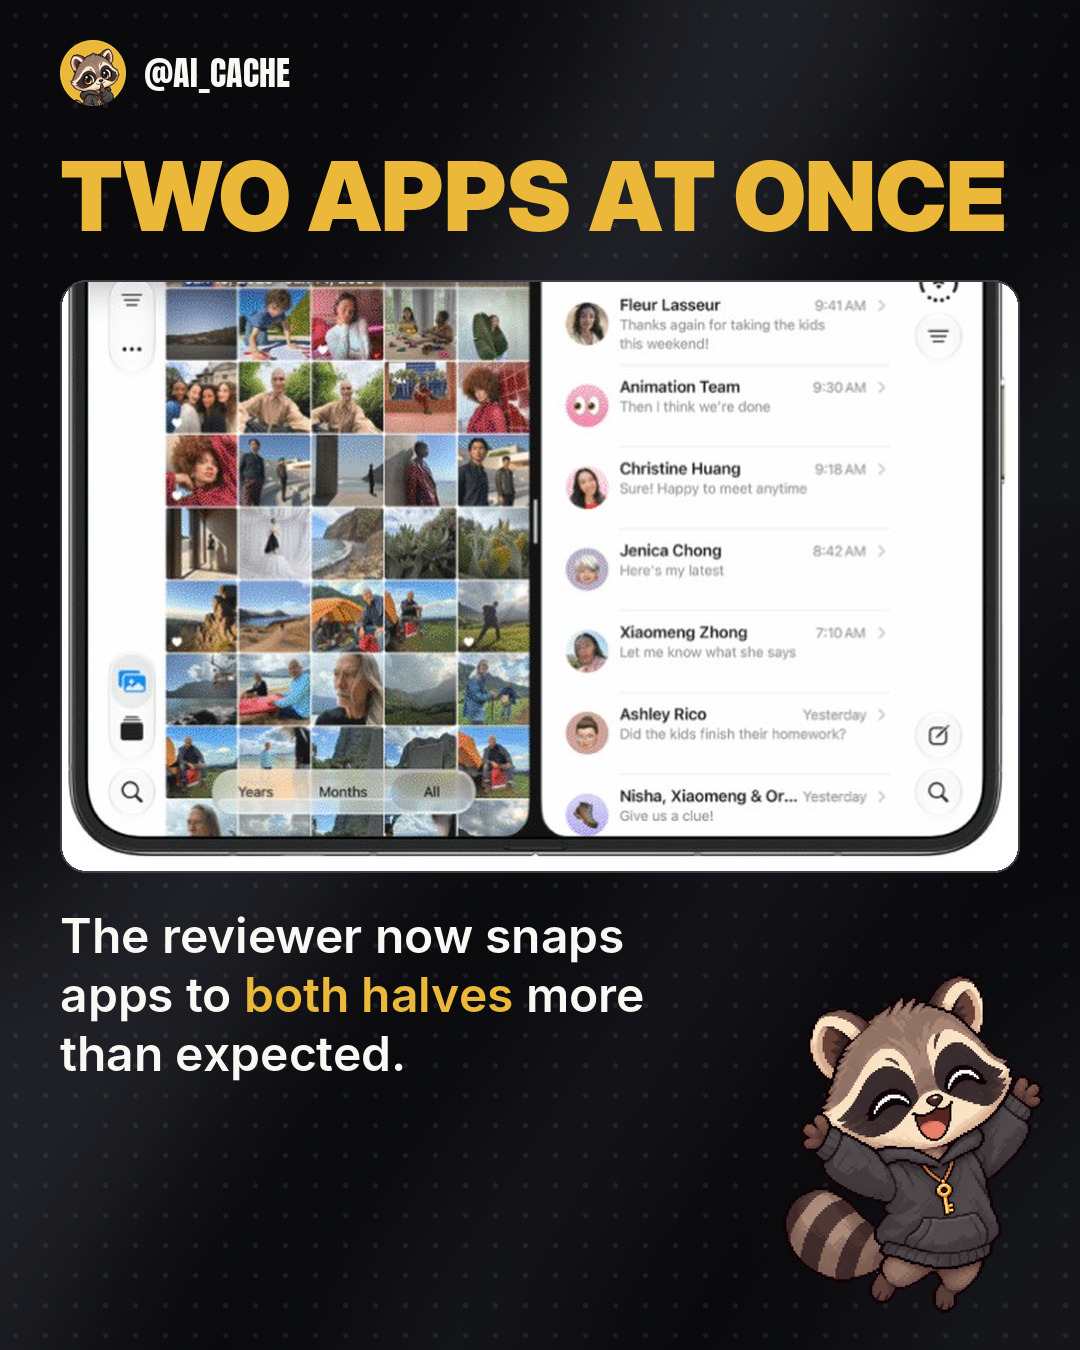 @AI_CACHE
TWO APPS AT ONCE
Fleur Lasseur 9:41 AM
Thanks again for taking the kids
this weekend!
Animation Team 9:30 AM
Then I think we're done
Christine Huang 9:18 AM
Sure! Happy to meet anytime
Jenica Chong 8:42 AM
Here's my latest
Xiaomeng Zhong 7:10 AM
Let me know what she says
Ashley Rico Yesterday
Did the kids finish their homework?
Nisha, Xiaomeng & Or... Yesterday
Give us a clue!
Years Months All
The reviewer now snaps
apps to both halves more
than expected.